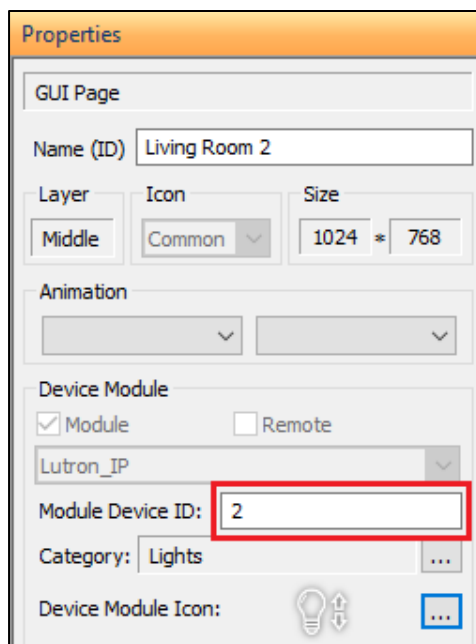 Properties
GUI Page
Name (ID) Living Room 2
Layer Icon Size
Middle Common 1024 * 768
Animation
Device Module
Module Remote
Lutron_IP
Module Device ID: 2
Category: Lights ...
Device Module Icon: ...